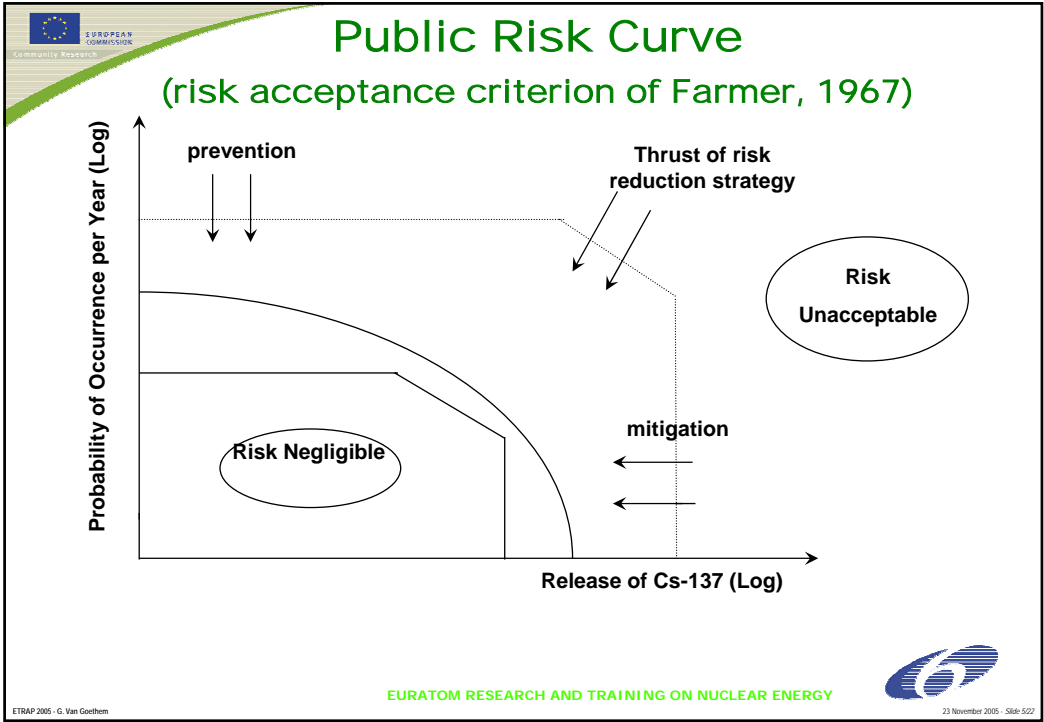 EUROPEAN
COMMISSION
Community Research
Public Risk Curve
(risk acceptance criterion of Farmer, 1967)
Probability of Occurrence per Year (Log)
prevention
Thrust of risk
reduction strategy
Risk
Unacceptable
mitigation
Risk Negligible
Release of Cs-137 (Log)
6
EURATOM RESEARCH AND TRAINING ON NUCLEAR ENERGY
ETRAP 2005 - G. Van Goethem
23 November 2005 - Slide 5/22